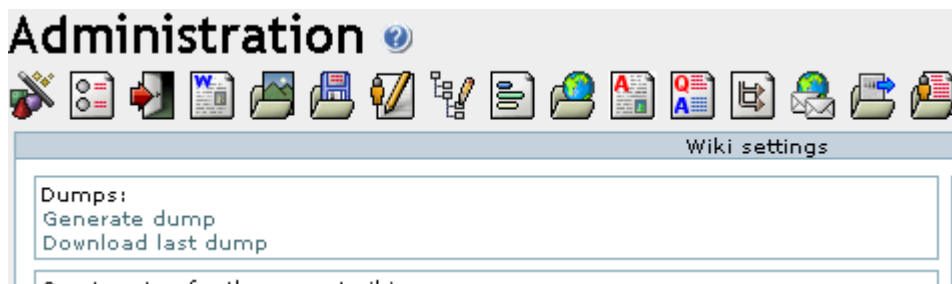 Administration
Wiki settings
Dumps:
Generate dump
Download last dump